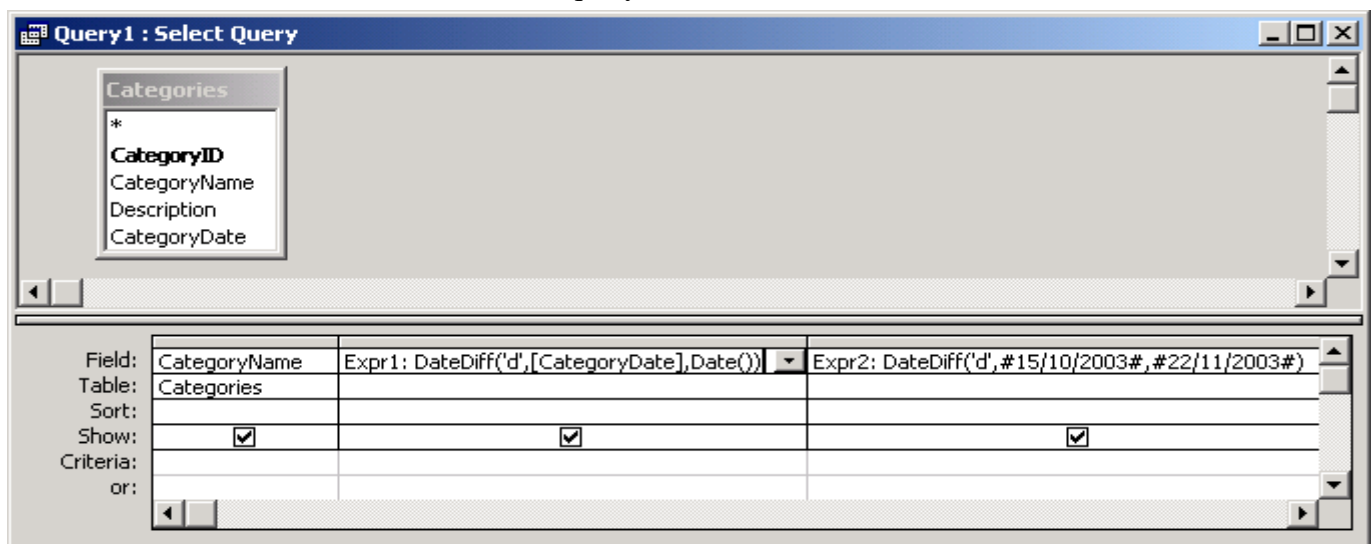 Query1 : Select Query
Categories
*
CategoryID
CategoryName
Description
CategoryDate
Field: CategoryName Expr1: DateDiff('d',[CategoryDate],Date()) Expr2: DateDiff('d',#15/10/2003#,#22/11/2003#)
Table: Categories
Sort:
Show:
Criteria:
or: